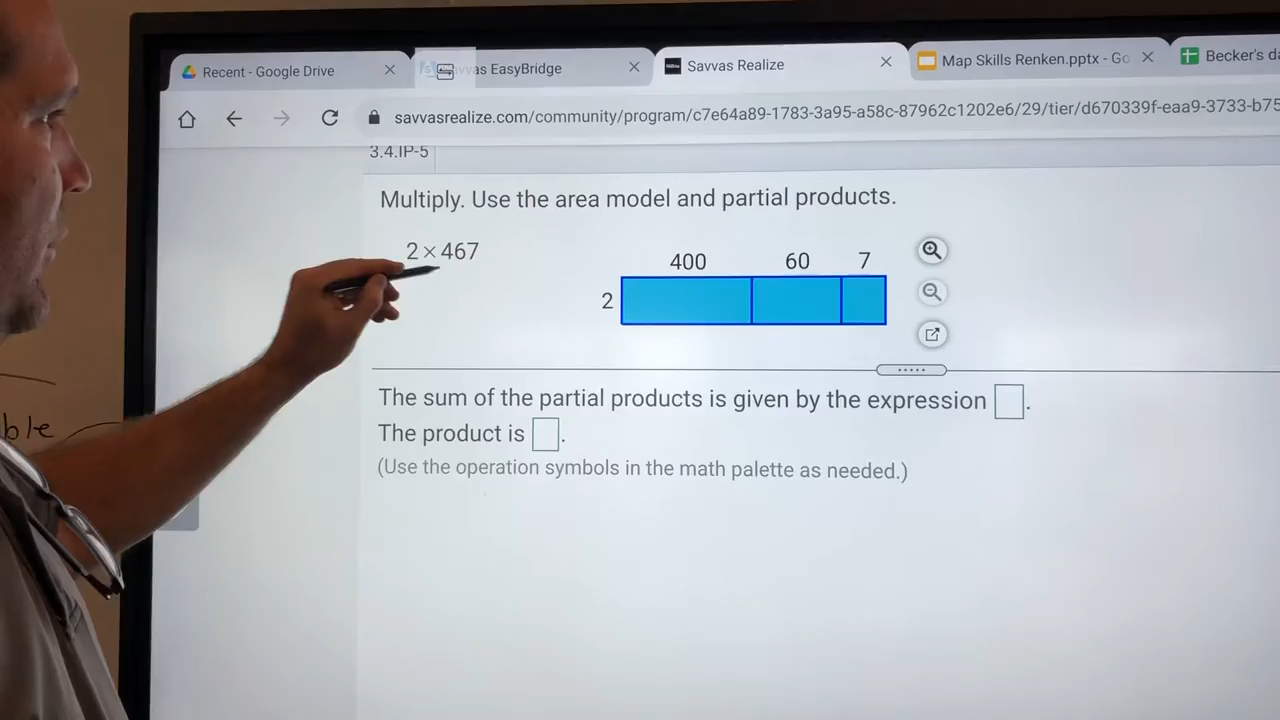 Recent - Google Drive
vas EasyBridge
Savvas Realize
Map Skills Renken.pptx - Go
Becker's da
savvasrealize.com/community/program/c7e64a89-1783-3a95-a58c-87962c1202e6/29/tier/d670339f-eaa9-3733-b75
3.4.IP-5
Multiply. Use the area model and partial products.
2 × 467
400 60 7
2
The sum of the partial products is given by the expression □.
The product is □.
(Use the operation symbols in the math palette as needed.)
ble